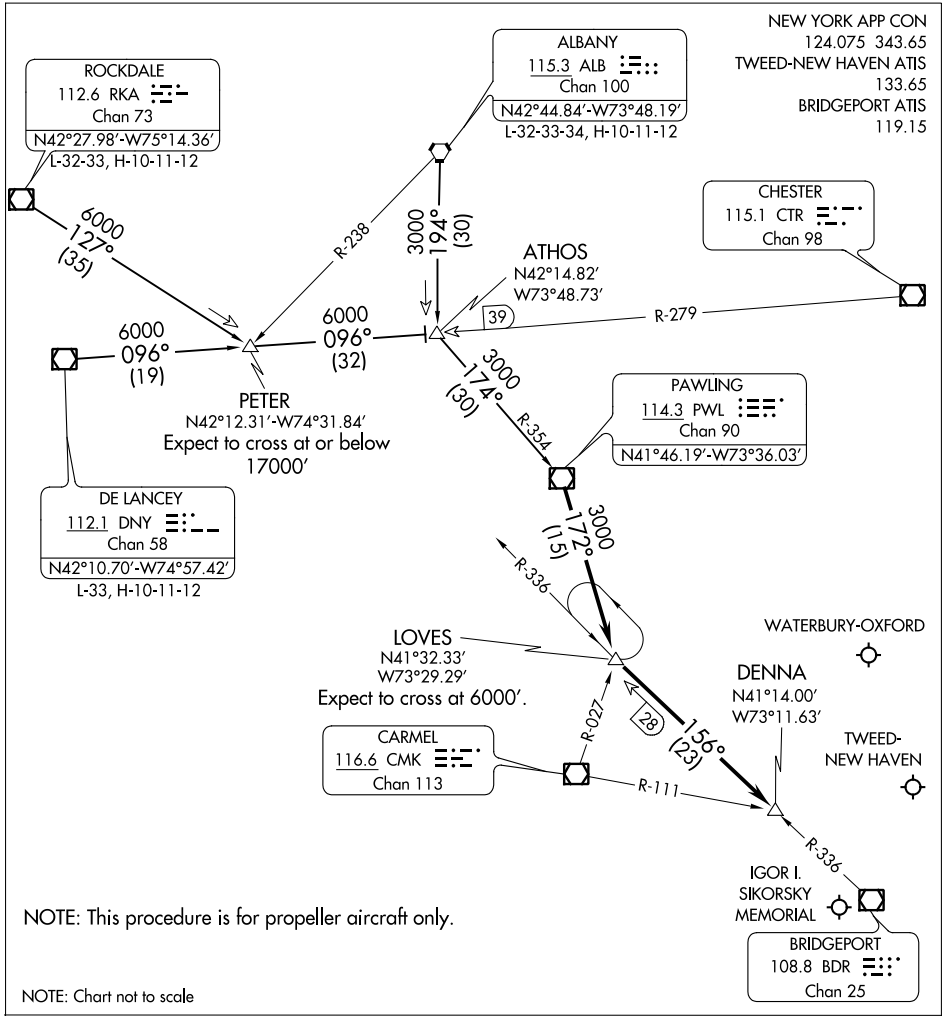 NEW YORK APP CON
124.075 343.65
TWEED-NEW HAVEN ATIS
133.65
BRIDGEPORT ATIS
119.15
ALBANY
115.3 ALB
Chan 100
N42°44.84’-W73°48.19’
L-32-33-34, H-10-11-12
ROCKDALE
112.6 RKA
Chan 73
N42°27.98’-W75°14.36’
L-32-33, H-10-11-12
CHESTER
115.1 CTR
Chan 98
6000
127°
(35)
R-238
3000
194°
(30)
ATHOS
N42°14.82’
W73°48.73’
39
R-279
6000
096°
(19)
6000
096°
(32)
PETER
N42°12.31’-W74°31.84’
Expect to cross at or below
17000’
3000
174°
(30)
R-354
PAWLING
114.3 PWL
Chan 90
N41°46.19’-W73°36.03’
DE LANCEY
112.1 DNY
Chan 58
N42°10.70’-W74°57.42’
L-33, H-10-11-12
3000
172°
(15)
R-336
LOVES
N41°32.33’
W73°29.29’
Expect to cross at 6000’.
WATERBURY-OXFORD
DENNA
N41°14.00’
W73°11.63’
28
156°
(23)
R-027
CARMEL
116.6 CMK
Chan 113
R-111
TWEED-
NEW HAVEN
R-336
IGOR I.
SIKORSKY
MEMORIAL
BRIDGEPORT
108.8 BDR
Chan 25
NOTE: This procedure is for propeller aircraft only.
NOTE: Chart not to scale